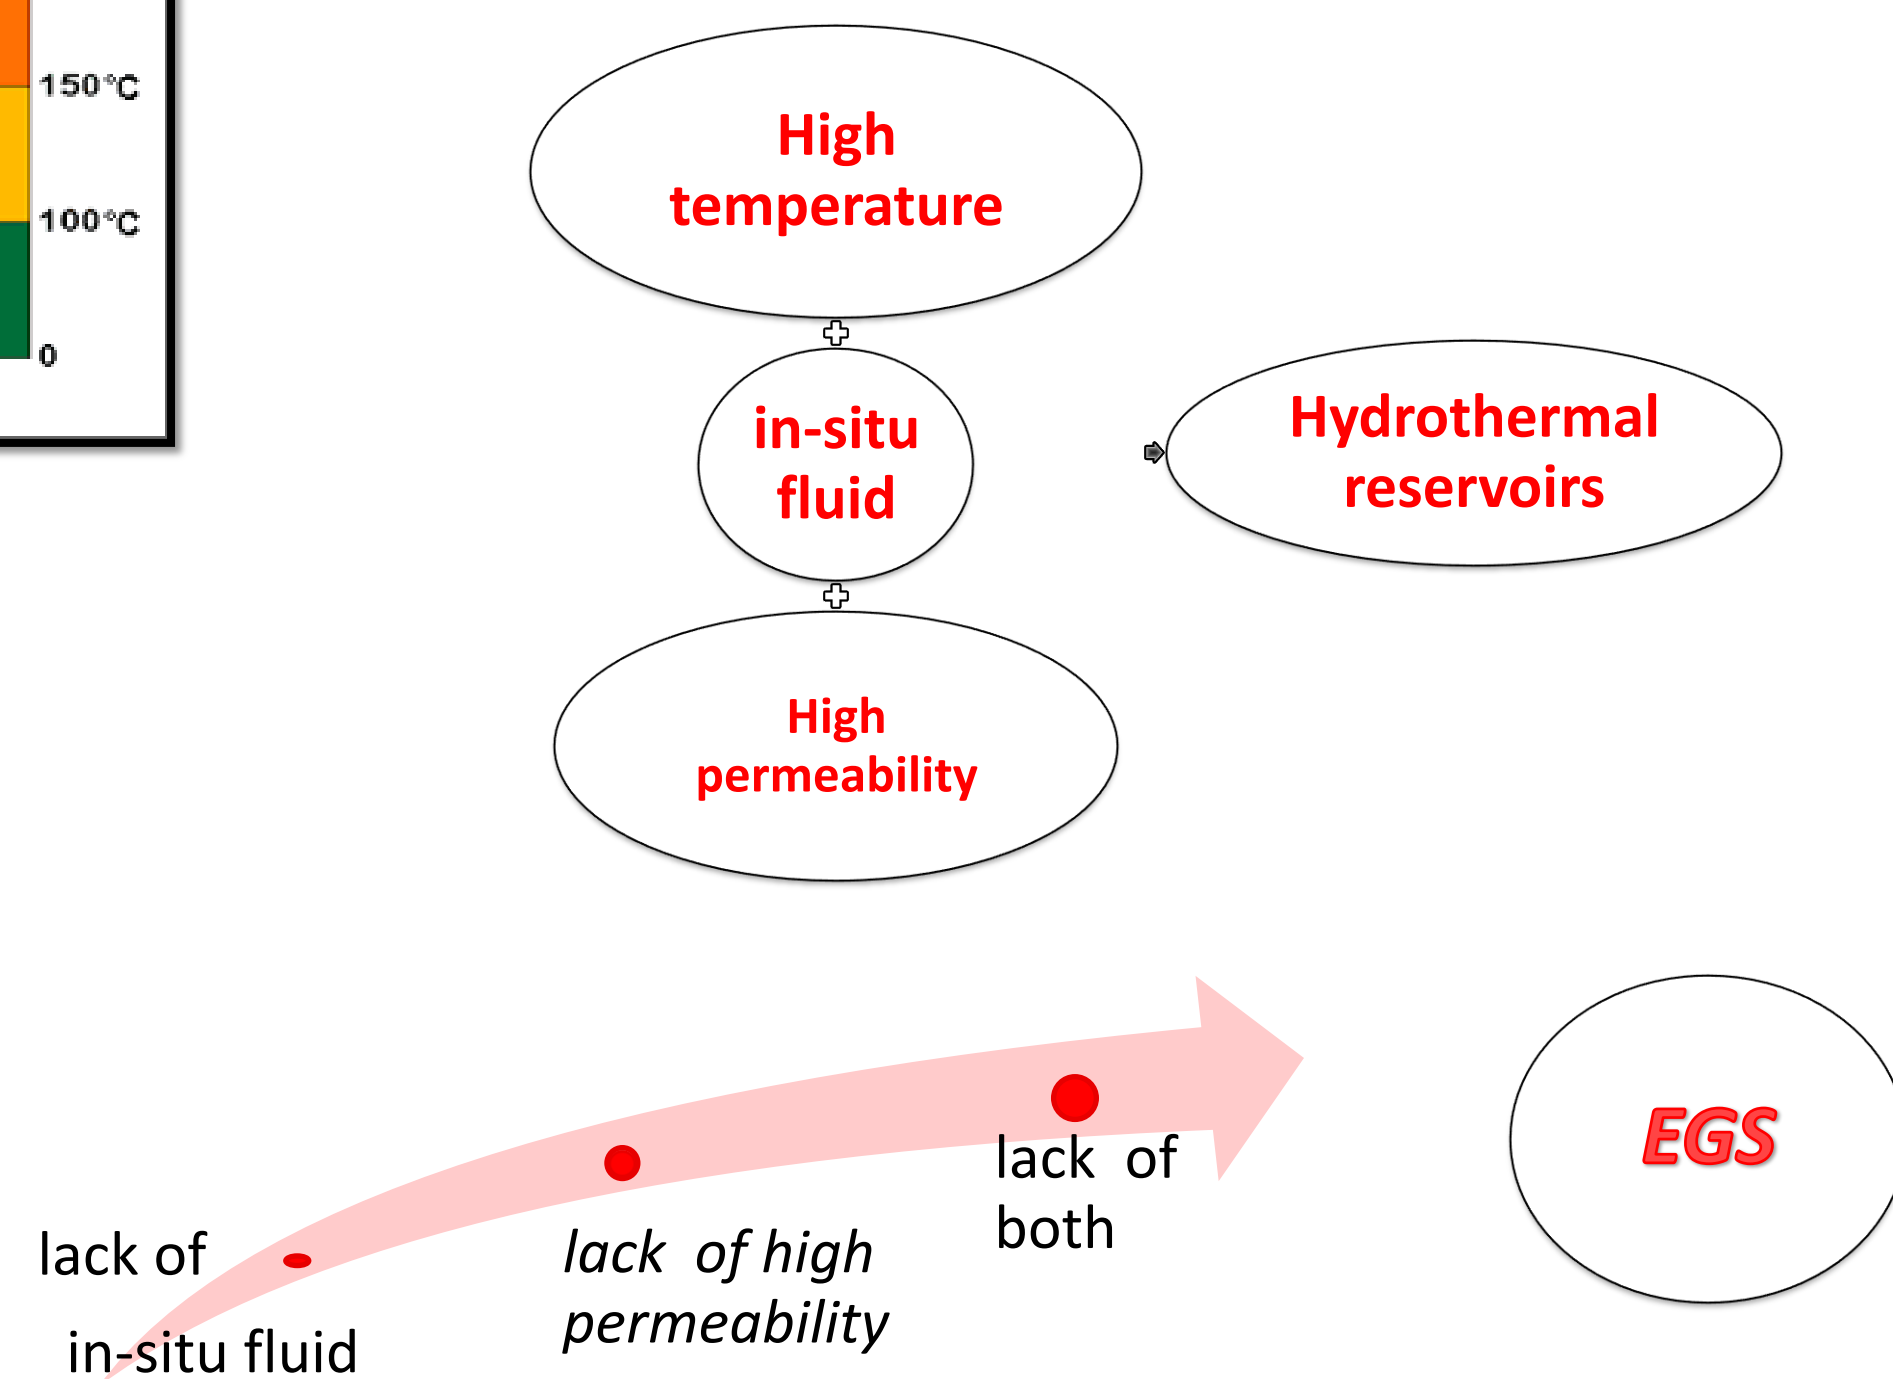 150°C
100°C
0
High
temperature
in-situ
fluid
High
permeability
Hydrothermal
reservoirs
lack of
in-situ fluid
lack of high
permeability
lack of
both
EGS